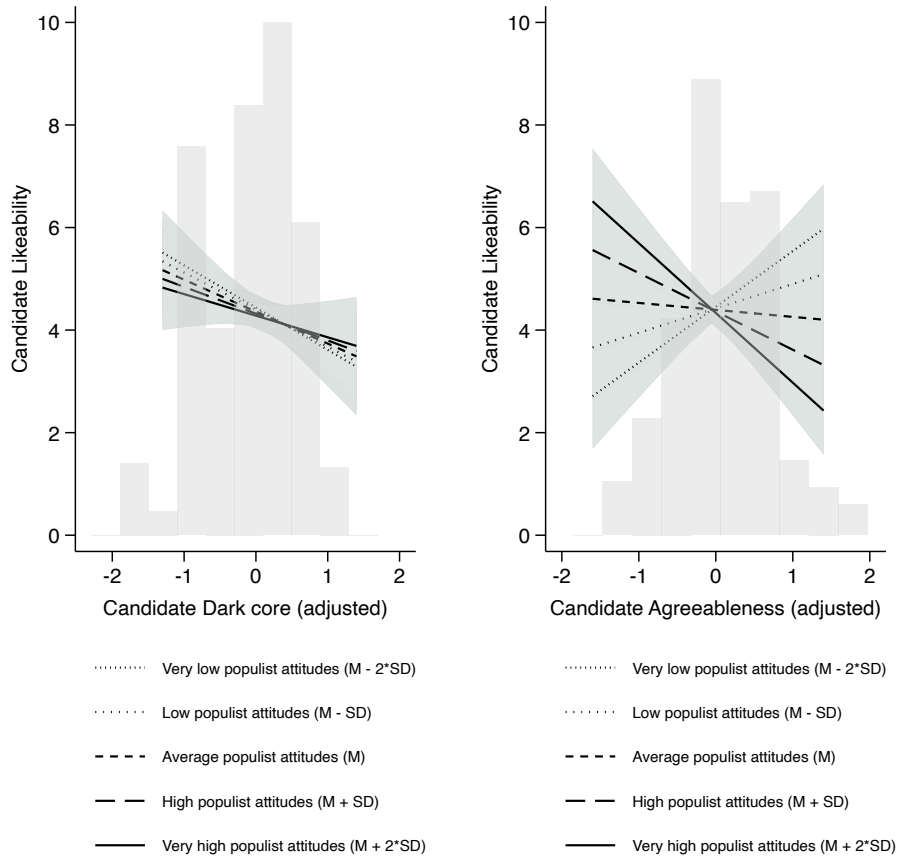 10
8
6
4
2
0
Candidate Likeability
-2 -1 0 1 2
Candidate Dark core (adjusted)
Very low populist attitudes (M - 2*SD)
Low populist attitudes (M - SD)
Average populist attitudes (M)
High populist attitudes (M + SD)
Very high populist attitudes (M + 2*SD)
10
8
6
4
2
0
Candidate Likeability
-2 -1 0 1 2
Candidate Agreeableness (adjusted)
Very low populist attitudes (M - 2*SD)
Low populist attitudes (M - SD)
Average populist attitudes (M)
High populist attitudes (M + SD)
Very high populist attitudes (M + 2*SD)